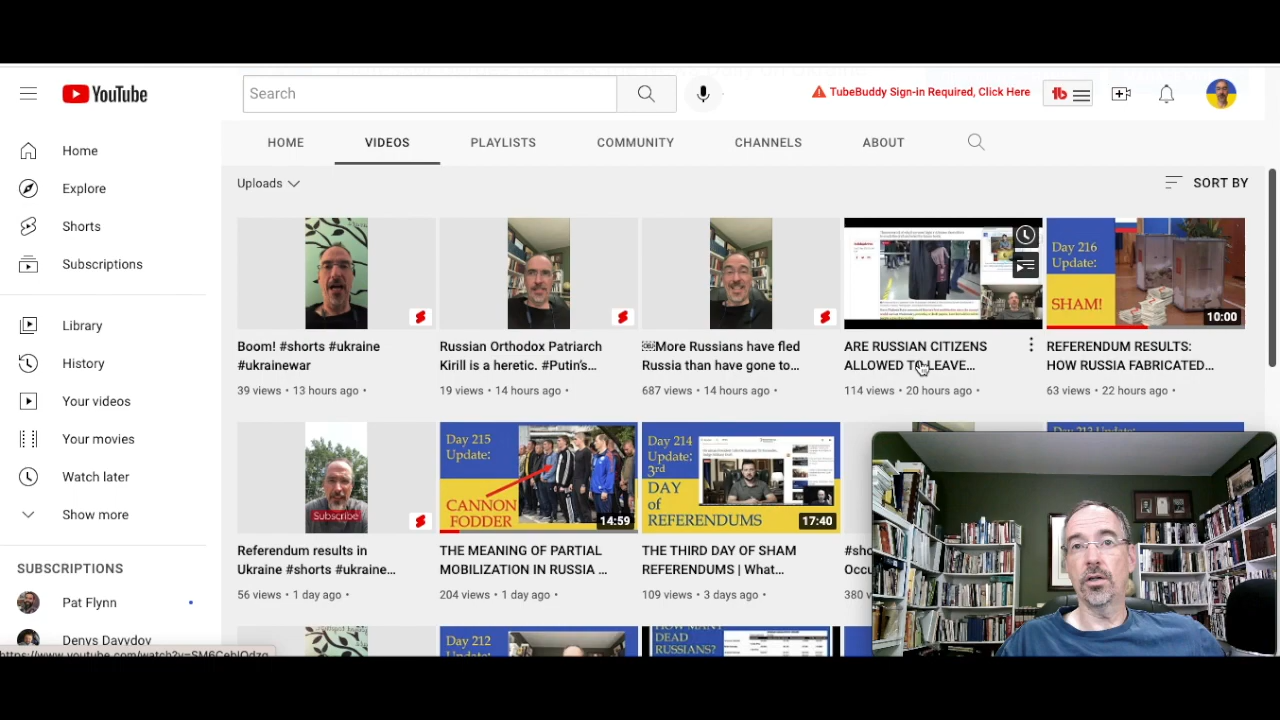 YouTube
Search
TubeBuddy Sign-in Required, Click Here
HOME
VIDEOS
PLAYLISTS
COMMUNITY
CHANNELS
ABOUT
Home
Explore
Shorts
Subscriptions
Library
History
Your videos
Your movies
Watch later
Show more
SUBSCRIPTIONS
Pat Flynn
Denys Davydov
Uploads
SORT BY
Day 216
Update:
SHAM!
10:00
Boom! #shorts #ukraine
#ukrainewar
39 views • 13 hours ago •
Russian Orthodox Patriarch
Kirill is a heretic. #Putin's...
19 views • 14 hours ago •
More Russians have fled
Russia than have gone to...
687 views • 14 hours ago •
ARE RUSSIAN CITIZENS
ALLOWED TO LEAVE...
114 views • 20 hours ago •
REFERENDUM RESULTS:
HOW RUSSIA FABRICATED...
63 views • 22 hours ago •
Subscribe
Day 215
Update:
CANNON
FODDER
14:59
Day 214
Update:
3rd
DAY
of
REFERENDUMS
17:40
Day 213
Referendum results in
Ukraine #shorts #ukraine...
56 views • 1 day ago •
THE MEANING OF PARTIAL
MOBILIZATION IN RUSSIA ...
204 views • 1 day ago •
THE THIRD DAY OF SHAM
REFERENDUMS | What...
109 views • 3 days ago •
380
Day 212
Update:
HOW MANY
DEAD
RUSSIANS?